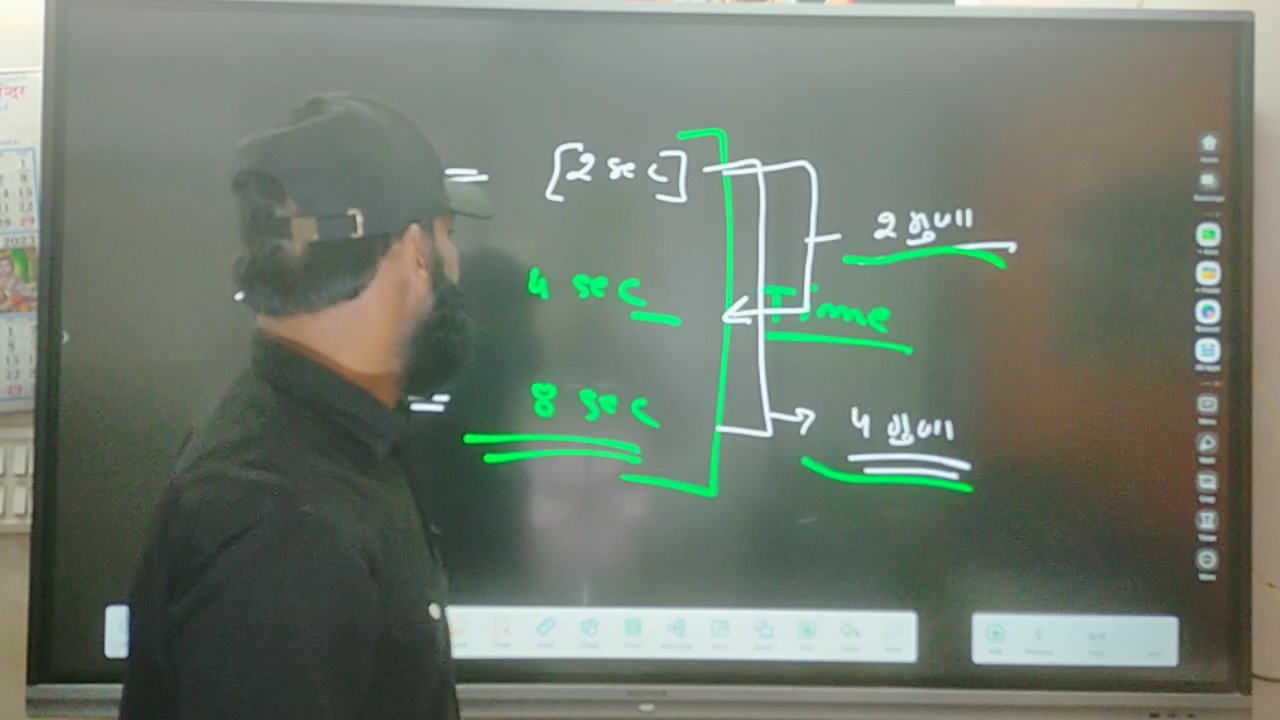 = [2 sec]
2 गुणा
4 sec
Time
= 8 sec
4 गुणा